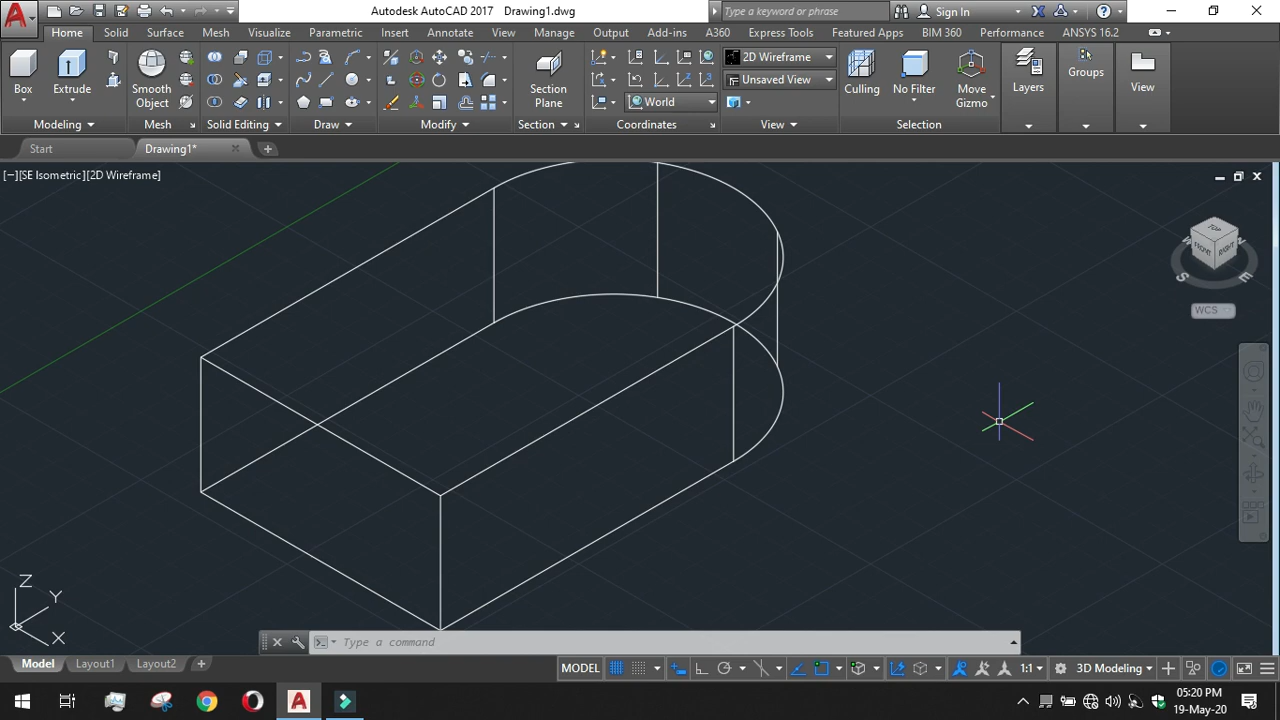 Autodesk AutoCAD 2017 Drawing1.dwg
Type a keyword or phrase
Sign In
Home Solid Surface Mesh Visualize Parametric Insert Annotate View Manage Output Add-ins A360 Express Tools Featured Apps BIM 360 Performance ANSYS 16.2
Box
Extrude
Smooth
Object
Section
Plane
World
2D Wireframe
Unsaved View
Culling
No Filter
Move
Gizmo
Layers
Groups
View
Modeling Mesh Solid Editing Draw Modify Section Coordinates View Selection
Start Drawing1*
[−][SE Isometric][2D Wireframe]
TOP
W N
FRONT RIGHT
S E
WCS
Z
Y
X
Type a command
Model Layout1 Layout2
MODEL 1:1 3D Modeling
05:20 PM
19-May-20